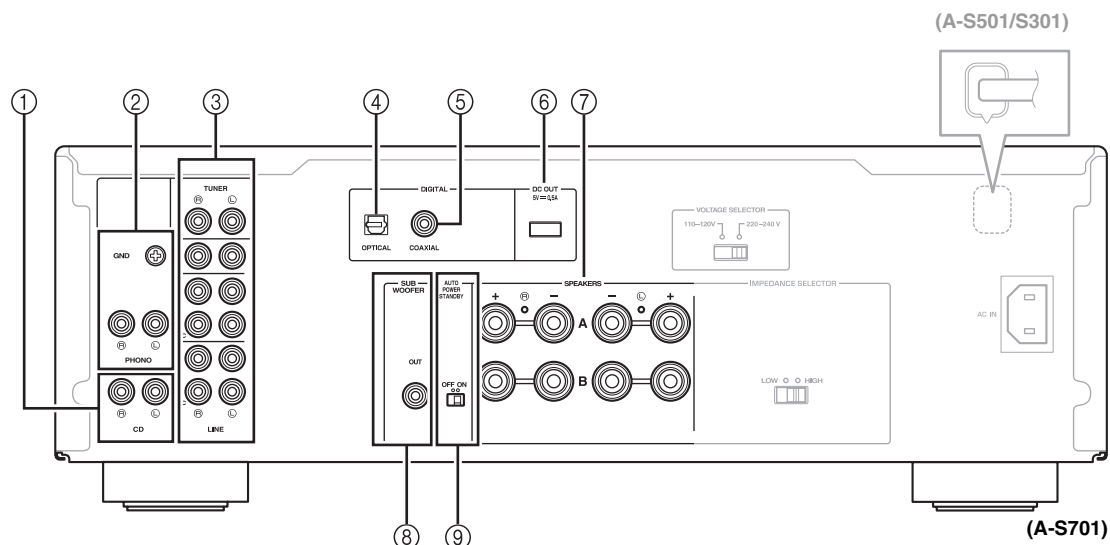 (A-S501/S301)
① ② ③ ④ ⑤ ⑥ ⑦
TUNER
Ⓡ Ⓛ
DIGITAL
DC OUT
5V⎓0,5A
VOLTAGE SELECTOR
110–120V 220–240 V
GND
OPTICAL COAXIAL
SUB
WOOFER
AUTO
POWER
STANDBY
SPEAKERS
IMPEDANCE SELECTOR
+ Ⓡ – – Ⓛ +
A
AC IN
Ⓡ Ⓛ
PHONO
OUT
B
OFF ON
LOW HIGH
Ⓡ Ⓛ
CD
Ⓡ Ⓛ
LINE
⑧ ⑨
(A-S701)